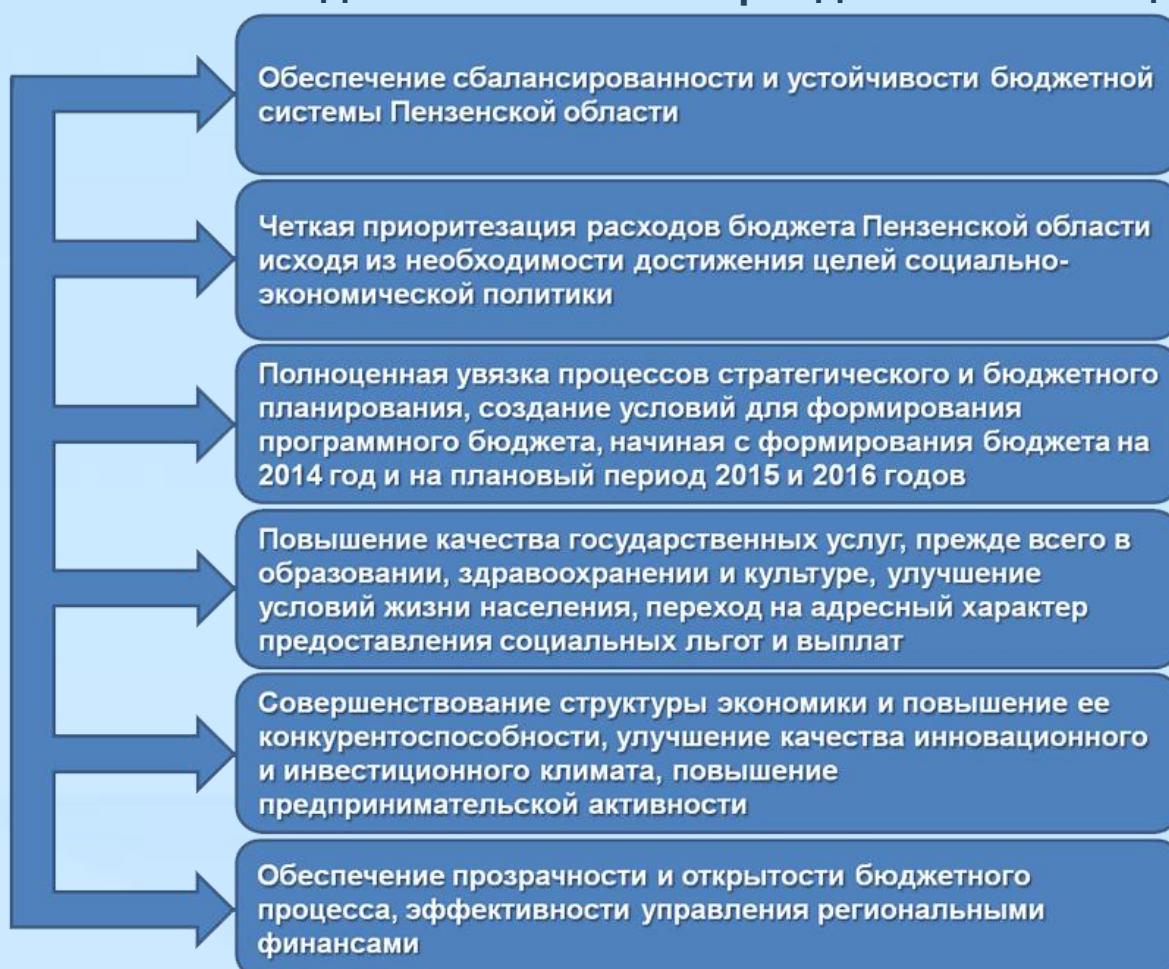 Обеспечение сбалансированности и устойчивости бюджетной
системы Пензенской области
Четкая приоритезация расходов бюджета Пензенской области
исходя из необходимости достижения целей социально-
экономической политики
Полноценная увязка процессов стратегического и бюджетного
планирования, создание условий для формирования
программного бюджета, начиная с формирования бюджета на
2014 год и на плановый период 2015 и 2016 годов
Повышение качества государственных услуг, прежде всего в
образовании, здравоохранении и культуре, улучшение
условий жизни населения, переход на адресный характер
предоставления социальных льгот и выплат
Совершенствование структуры экономики и повышение ее
конкурентоспособности, улучшение качества инновационного
и инвестиционного климата, повышение
предпринимательской активности
Обеспечение прозрачности и открытости бюджетного
процесса, эффективности управления региональными
финансами